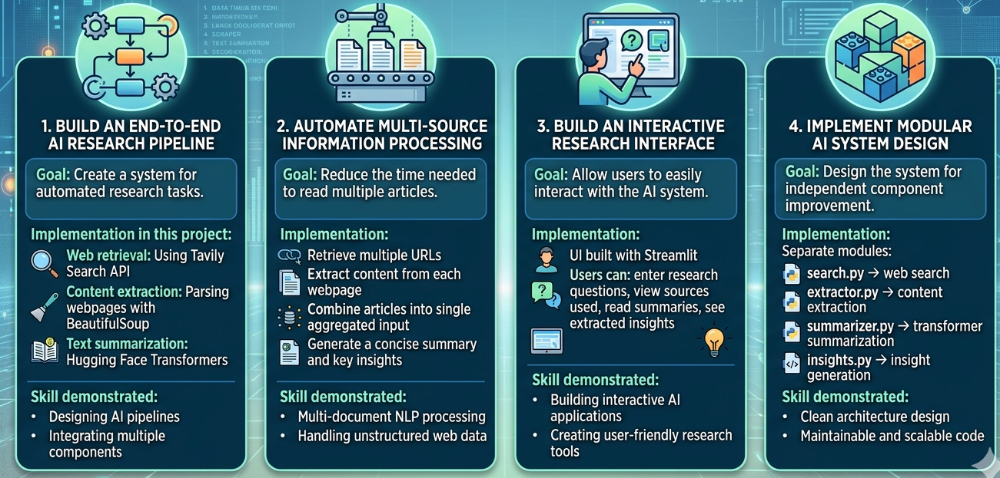 1. BUILD AN END-TO-END
AI RESEARCH PIPELINE
Goal: Create a system for
automated research tasks.
Implementation in this project:
Web retrieval: Using Tavily
Search API
Content extraction: Parsing
webpages with
BeautifulSoup
Text summarization:
Hugging Face Transformers
Skill demonstrated:
• Designing AI pipelines
• Integrating multiple
components
2. AUTOMATE MULTI-SOURCE
INFORMATION PROCESSING
Goal: Reduce the time needed
to read multiple articles.
Implementation:
Retrieve multiple URLs
Extract content from each
webpage
Combine articles into single
aggregated input
Generate a concise summary
and key insights
Skill demonstrated:
• Multi-document NLP processing
• Handling unstructured web data
3. BUILD AN INTERACTIVE
RESEARCH INTERFACE
Goal: Allow users to easily
interact with the AI system.
Implementation:
UI built with Streamlit
Users can: enter research
questions, view sources
used, read summaries, see
extracted insights
Skill demonstrated:
• Building interactive AI
applications
• Creating user-friendly research
tools
4. IMPLEMENT MODULAR
AI SYSTEM DESIGN
Goal: Design the system for
independent component
improvement.
Implementation:
Separate modules:
search.py → web search
extractor.py → content
extraction
summarizer.py → transformer
summarization
insights.py → insight
generation
Skill demonstrated:
• Clean architecture design
• Maintainable and scalable code